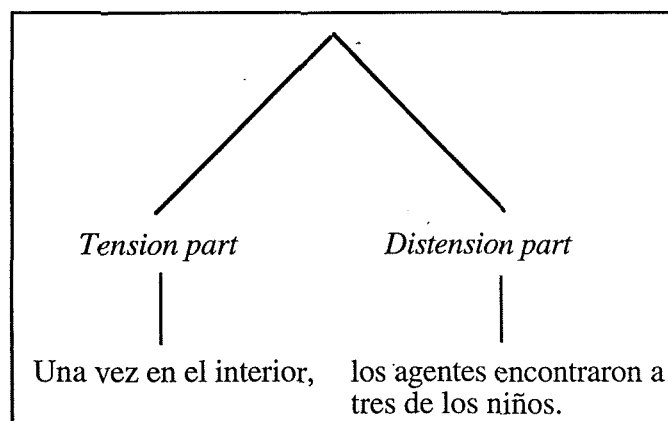 Tension part
Distension part
Una vez en el interior,
los agentes encontraron a
tres de los niños.